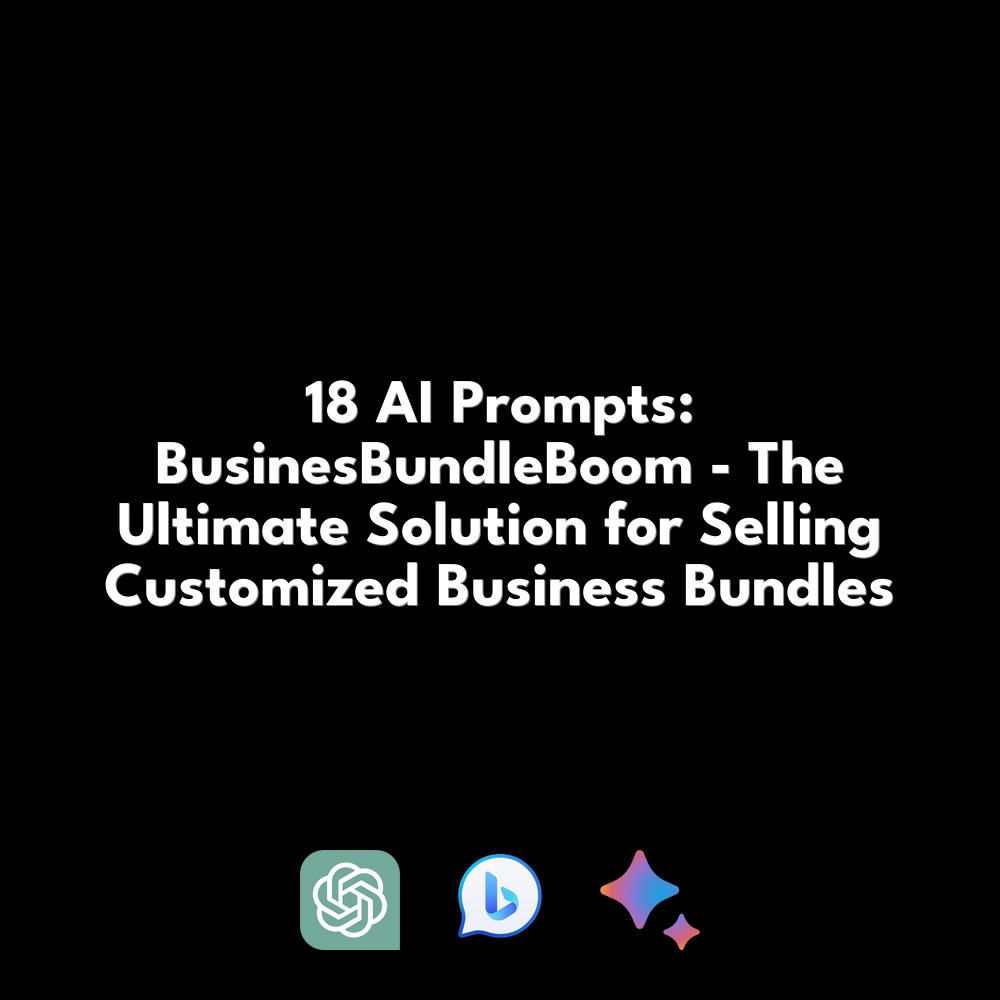 18 AI Prompts:
BusinesBundleBoom - The
Ultimate Solution for Selling
Customized Business Bundles